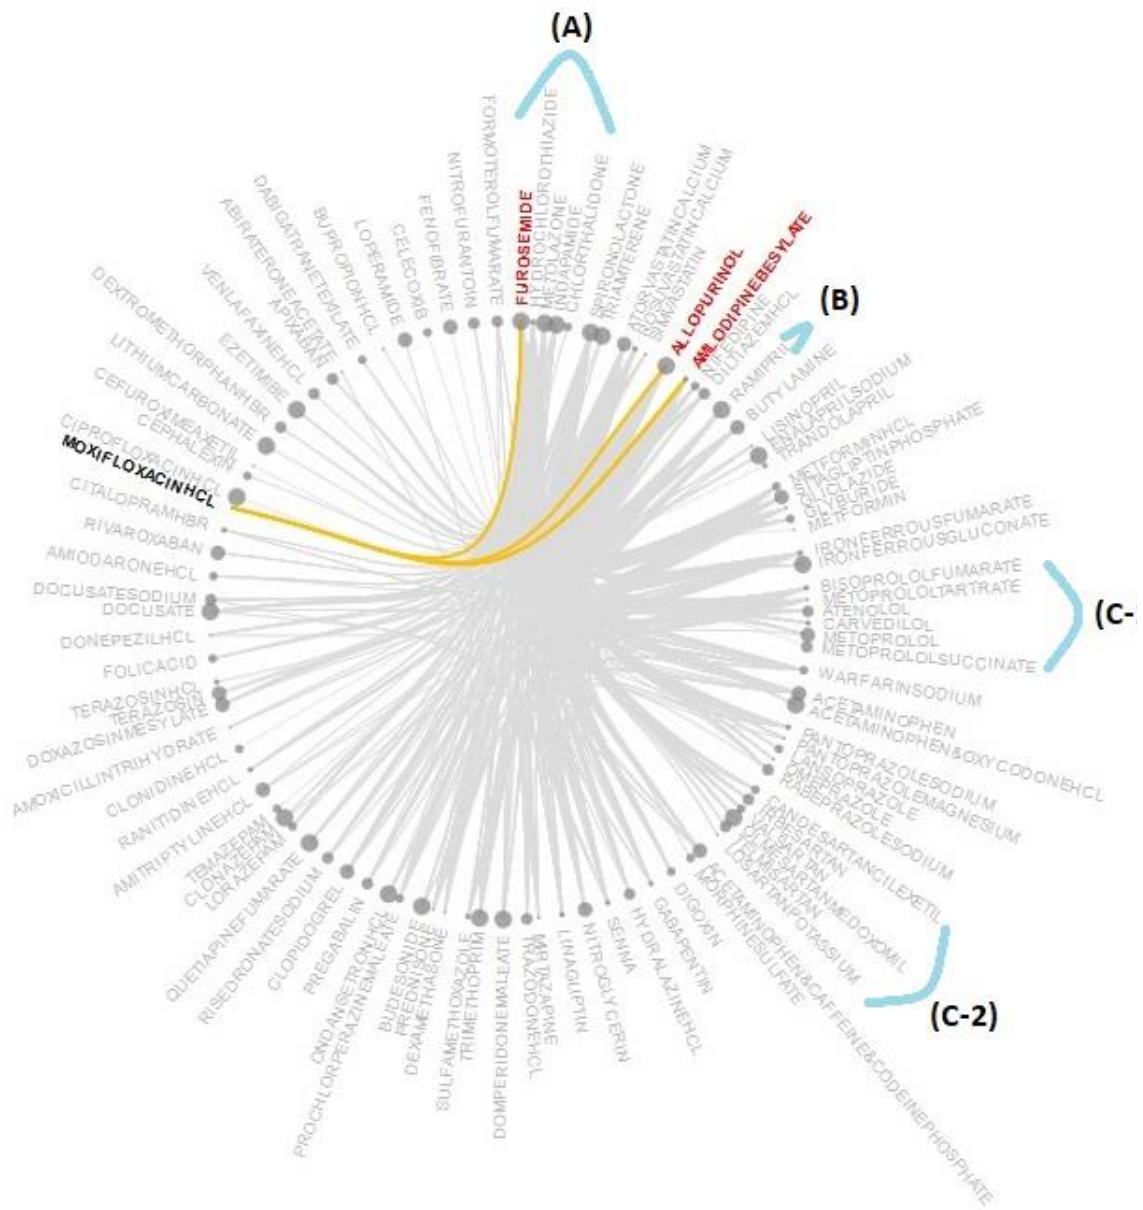 (A)
FORMOTEROLFUMARATE
FUROSEMIDE
HYDROCHLOROTHIAZIDE
METOLAZONE
INDAPAMIDE
CHLORTHALIDONE
SPIRONOLACTONE
TRIAMTERENE
ATORVASTATINCALCIUM
ROSUVASTATINCALCIUM
SIMVASTATIN
ALLOPURINOL
AMLODIPINEBESYLATE
NIFEDIPINE
DILTIAZEMHCL
(B)
RAMIPRIL
BUTYLAMINE
LISINOPRIL
ENALAPRILSODIUM
TRANDOLAPRIL
METFORMINHCL
SITAGLIPTINPHOSPHATE
GLICLAZIDE
GLYBURIDE
METFORMIN
IRONFERROUSFUMARATE
IRONFERROUSGLUCONATE
BISOPROLOLFUMARATE
METOPROLOLTARTRATE
ATENOLOL
CARVEDILOL
METOPROLOL
METOPROLOLSUCCINATE
(C-
WARFARINSODIUM
ACETAMINOPHEN
ACETAMINOPHEN&OXYCODONEHCL
PANTOPRAZOLESODIUM
PANTOPRAZOLEMAGNESIUM
LANSOPRAZOLE
OMEPRAZOLE
RABEPRAZOLESODIUM
CANDESARTANCILEXETIL
IRBESARTAN
VALSARTAN
OLMESARTANMEDOXOMIL
TELMISARTAN
LOSARTANPOTASSIUM
(C-2)
ACETAMINOPHEN&CAFFEINE&CODEINEPHOSPHATE
MORPHINESULFATE
DIGOXIN
GABAPENTIN
HYDRALAZINEHCL
SENNA
NITROGLYCERIN
LINAGLIPTIN
MIRTAZAPINE
TRAZODONEHCL
DOMPERIDONEMALEATE
TRIMETHOPRIM
SULFAMETHOXAZOLE
DEXAMETHASONE
PREDNISONE
BUDESONIDE
PROCHLORPERAZINEMALEATE
ONDANSETRONHCL
PREGABALIN
CLOPIDOGREL
RISEDRONATESODIUM
QUETIAPINEFUMARATE
LORAZEPAM
CLONAZEPAM
TEMAZEPAM
AMITRIPTYLINEHCL
RANITIDINEHCL
CLONIDINEHCL
AMOXICILLINTRIHYDRATE
DOXAZOSINMESYLATE
TERAZOSIN
TERAZOSINHCL
FOLICACID
DONEPEZILHCL
DOCUSATE
DOCUSATESODIUM
AMIODARONEHCL
RIVAROXABAN
CITALOPRAMHBR
MOXIFLOXACINHCL
CIPROFLOXACINHCL
CEPHALEXIN
CEFUROXIMEAXETIL
LITHIUMCARBONATE
DEXTROMETHORPHANHBR
EZETIMIBE
VENLAFAXINEHCL
APIXABAN
ABIRATERONEACETATE
DABIGATRANETEXILATE
BUPROPIONHCL
LOPERAMIDE
CELECOXIB
FENOFIBRATE
NITROFURANTOIN